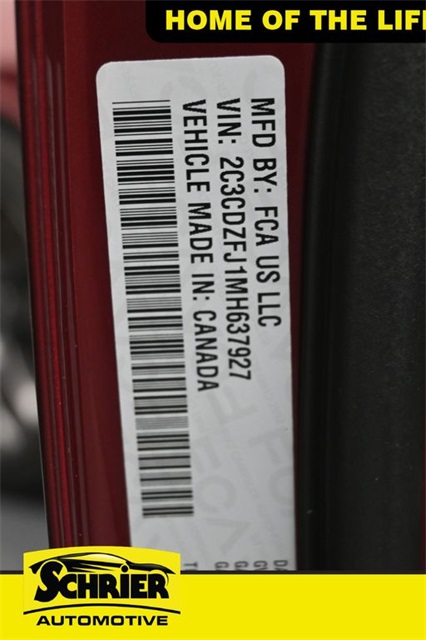 HOME OF THE LIF
MFD BY: FCA US LLC
VIN: 2C3CDZFJ1MH637927
VEHICLE MADE IN: CANADA
SCHRIER
AUTOMOTIVE